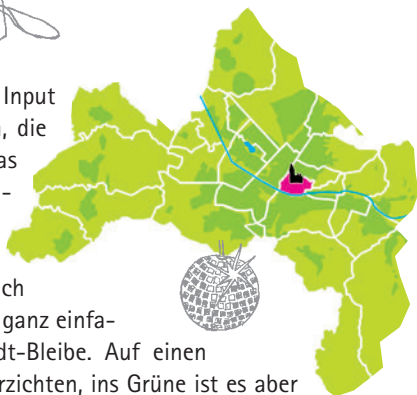 Input
die
as
-
ch
ganz einfa-
dt-Bleibe. Auf einen
rzichten, ins Grüne ist es aber